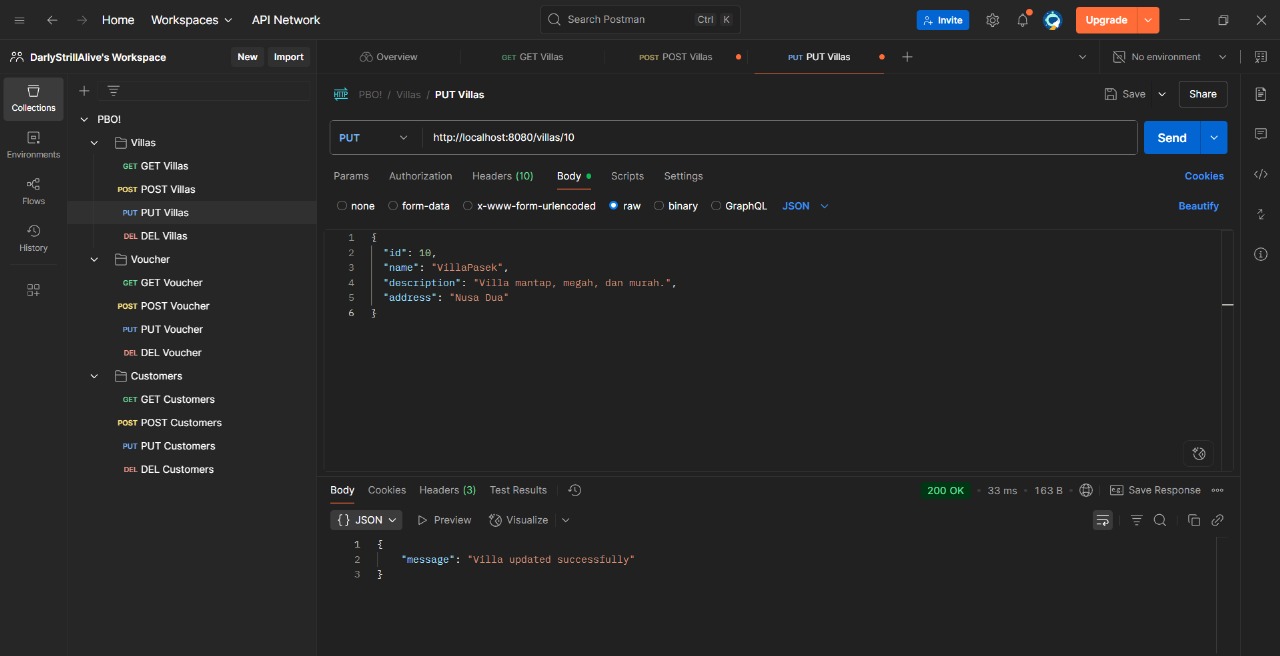 Home Workspaces API Network Search Postman Ctrl K Invite Upgrade
DarlyStrillAlive's Workspace New Import Overview GET GET Villas POST POST Villas PUT PUT Villas No environment
Collections
Environments
Flows
History
PBO!
Villas
GET GET Villas
POST POST Villas
PUT PUT Villas
DEL DEL Villas
Voucher
GET GET Voucher
POST POST Voucher
PUT PUT Voucher
DEL DEL Voucher
Customers
GET GET Customers
POST POST Customers
PUT PUT Customers
DEL DEL Customers
HTTP PBO! / Villas / PUT Villas Save Share
PUT http://localhost:8080/villas/10 Send
Params Authorization Headers (10) Body Scripts Settings Cookies
none form-data x-www-form-urlencoded raw binary GraphQL JSON Beautify
1 {
2 "id": 10,
3 "name": "VillaPasek",
4 "description": "Villa mantap, megah, dan murah.",
5 "address": "Nusa Dua"
6 }
Body Cookies Headers (3) Test Results 200 OK 33 ms 163 B Save Response
{} JSON Preview Visualize
1 {
2 "message": "Villa updated successfully"
3 }